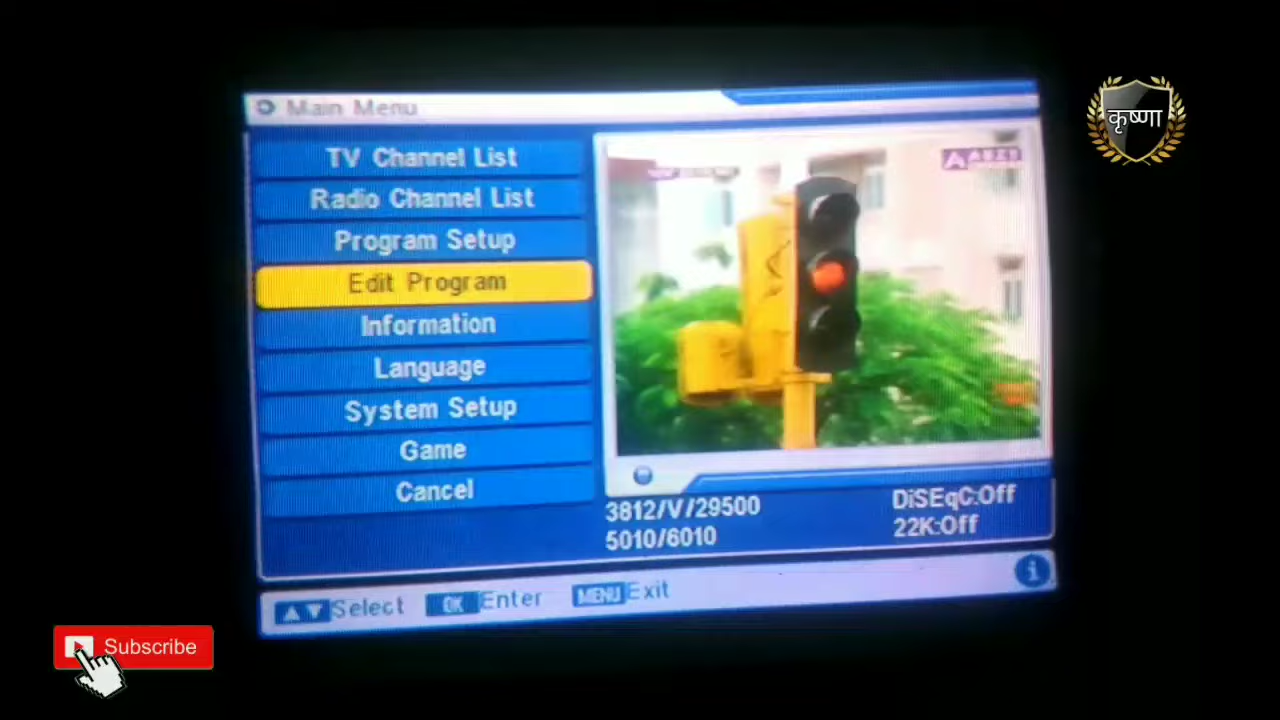 Main Menu
TV Channel List
Radio Channel List
Program Setup
Edit Program
Information
Language
System Setup
Game
Cancel
3812/V/29500
5010/6010
DiSEqC:Off
22K:Off
Select OK Enter MENU Exit
कृष्णा
Subscribe